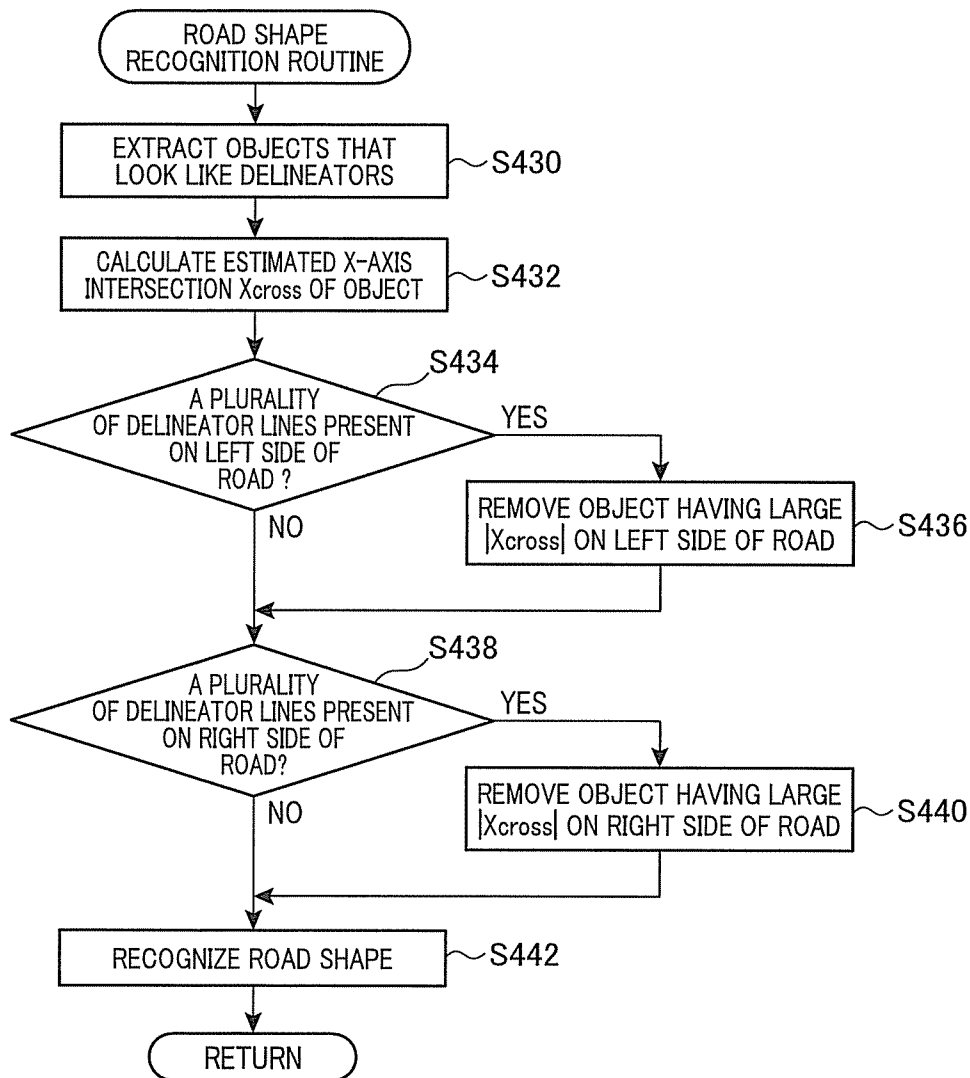 ROAD SHAPE
RECOGNITION ROUTINE
EXTRACT OBJECTS THAT
LOOK LIKE DELINEATORS
S430
CALCULATE ESTIMATED X-AXIS
INTERSECTION Xcross OF OBJECT
S432
S434
A PLURALITY
OF DELINEATOR LINES PRESENT
ON LEFT SIDE OF
ROAD ?
YES
NO
REMOVE OBJECT HAVING LARGE
|Xcross| ON LEFT SIDE OF ROAD
S436
S438
A PLURALITY
OF DELINEATOR LINES PRESENT
ON RIGHT SIDE OF
ROAD?
YES
NO
REMOVE OBJECT HAVING LARGE
|Xcross| ON RIGHT SIDE OF ROAD
S440
RECOGNIZE ROAD SHAPE
S442
RETURN